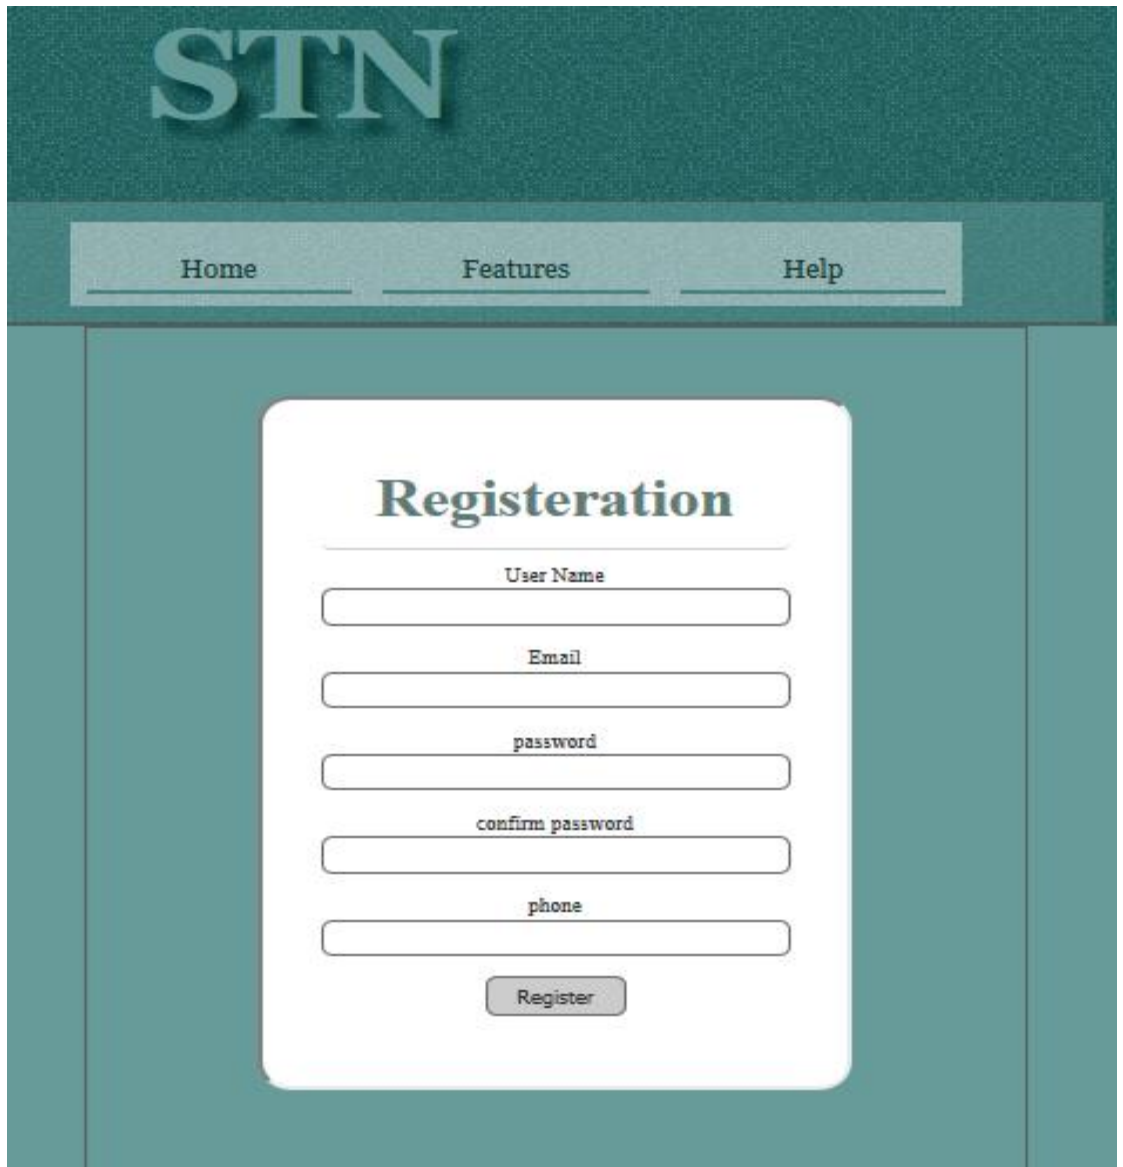 STN
Home Features Help
Registeration
User Name
Email
password
confirm password
phone
Register